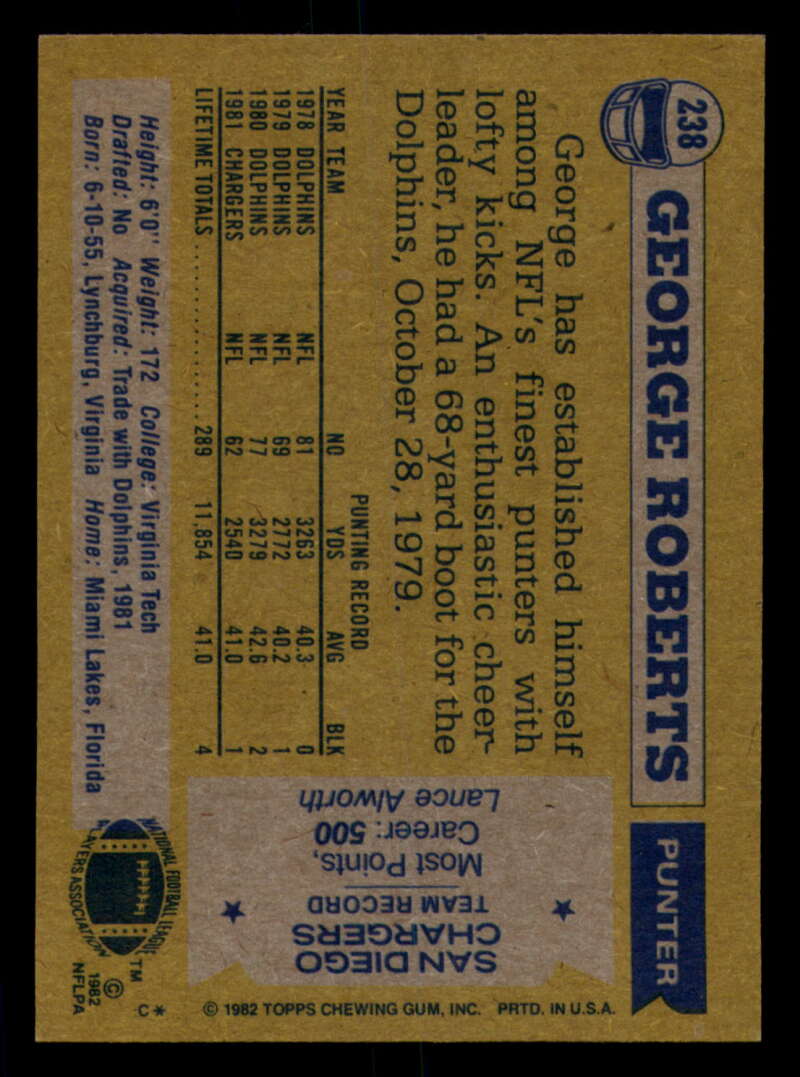 238
GEORGE ROBERTS
PUNTER
George has established himself
among NFL's finest punters with
lofty kicks. An enthusiastic cheer-
leader, he had a 68-yard boot for the
Dolphins, October 28, 1979.
PUNTING RECORD
YEAR TEAM NO YDS AVG BLK
1978 DOLPHINS NFL 81 3263 40.3 0
1979 DOLPHINS NFL 69 2772 40.2 1
1980 DOLPHINS NFL 77 3279 42.6 2
1981 CHARGERS NFL 62 2540 41.0 1
LIFETIME TOTALS .................. 289 11,854 41.0 4
Height: 6'0" Weight: 172 College: Virginia Tech
Drafted: No Acquired: Trade with Dolphins, 1981
Born: 6-10-55, Lynchburg, Virginia Home: Miami Lakes, Florida
SAN DIEGO
CHARGERS
TEAM RECORD
Most Points,
Career: 500
Lance Alworth
NATIONAL FOOTBALL LEAGUE
PLAYERS ASSOCIATION
TM
©
1982
NFLPA
C*
© 1982 TOPPS CHEWING GUM, INC. PRTD. IN U.S.A.